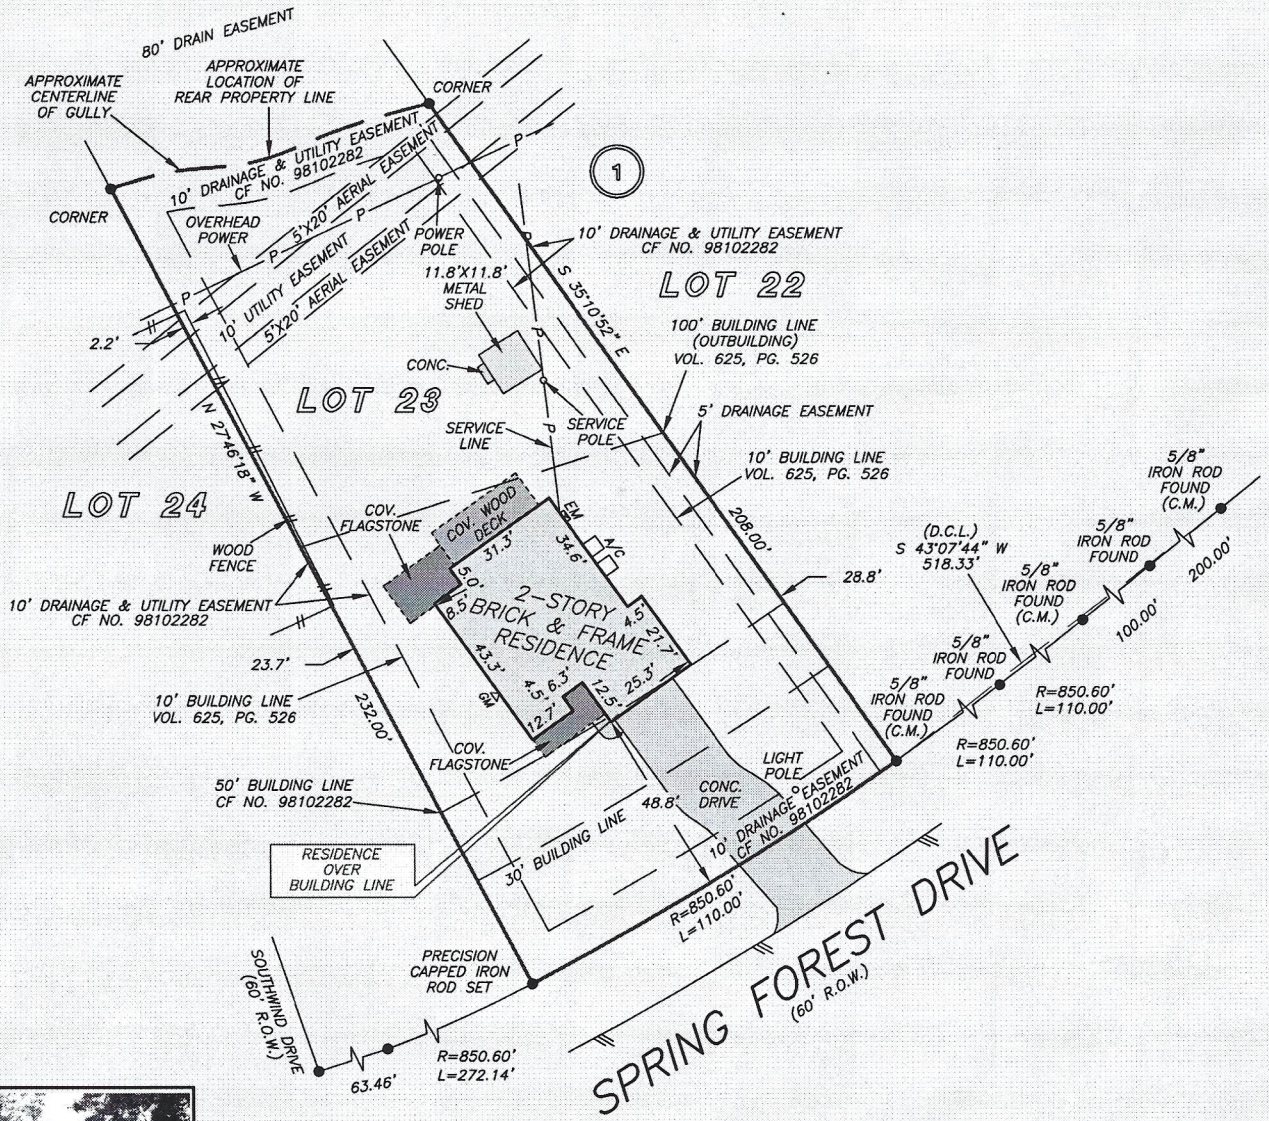 80' DRAIN EASEMENT
APPROXIMATE
CENTERLINE
OF GULLY
APPROXIMATE
LOCATION OF
REAR PROPERTY LINE
CORNER
10' DRAINAGE & UTILITY EASEMENT
CF NO. 98102282
CORNER
OVERHEAD
POWER
5'X20' AERIAL EASEMENT
P
P
P
P
10' UTILITY EASEMENT
5'X20' AERIAL EASEMENT
POWER
POLE
1
10' DRAINAGE & UTILITY EASEMENT
CF NO. 98102282
11.8'X11.8'
METAL
SHED
S 35°10'52" E
LOT 22
100' BUILDING LINE
(OUTBUILDING)
VOL. 625, PG. 526
2.2'
CONC.
P
P
P
LOT 23
SERVICE
LINE
SERVICE
POLE
5' DRAINAGE EASEMENT
N 27°46'18" W
10' BUILDING LINE
VOL. 625, PG. 526
LOT 24
208.00'
5/8"
IRON ROD
FOUND
(C.M.)
COV.
FLAGSTONE
COV. WOOD
DECK
EM
A/C
WOOD
FENCE
(D.C.L.)
S 43°07'44" W
518.33'
5/8"
IRON ROD
FOUND
200.00'
31.3'
34.6'
5.0'
8.5'
28.8'
10' DRAINAGE & UTILITY EASEMENT
CF NO. 98102282
2-STORY
BRICK & FRAME
RESIDENCE
4.5'
21.7'
5/8"
IRON ROD
FOUND
(C.M.)
100.00'
23.7'
43.3'
GM
4.5'
6.3'
12.7'
12.5'
25.3'
5/8"
IRON ROD
FOUND
R=850.60'
L=110.00'
10' BUILDING LINE
VOL. 625, PG. 526
232.00'
5/8"
IRON ROD
FOUND
(C.M.)
R=850.60'
L=110.00'
COV.
FLAGSTONE
LIGHT
POLE
50' BUILDING LINE
CF NO. 98102282
48.8'
CONC.
DRIVE
10' DRAINAGE EASEMENT
CF NO. 98102282
30' BUILDING LINE
RESIDENCE
OVER
BUILDING LINE
R=850.60'
L=110.00'
SPRING FOREST DRIVE
(60' R.O.W.)
PRECISION
CAPPED IRON
ROD SET
SOUTHWIND DRIVE
(60' R.O.W.)
63.46'
R=850.60'
L=272.14'